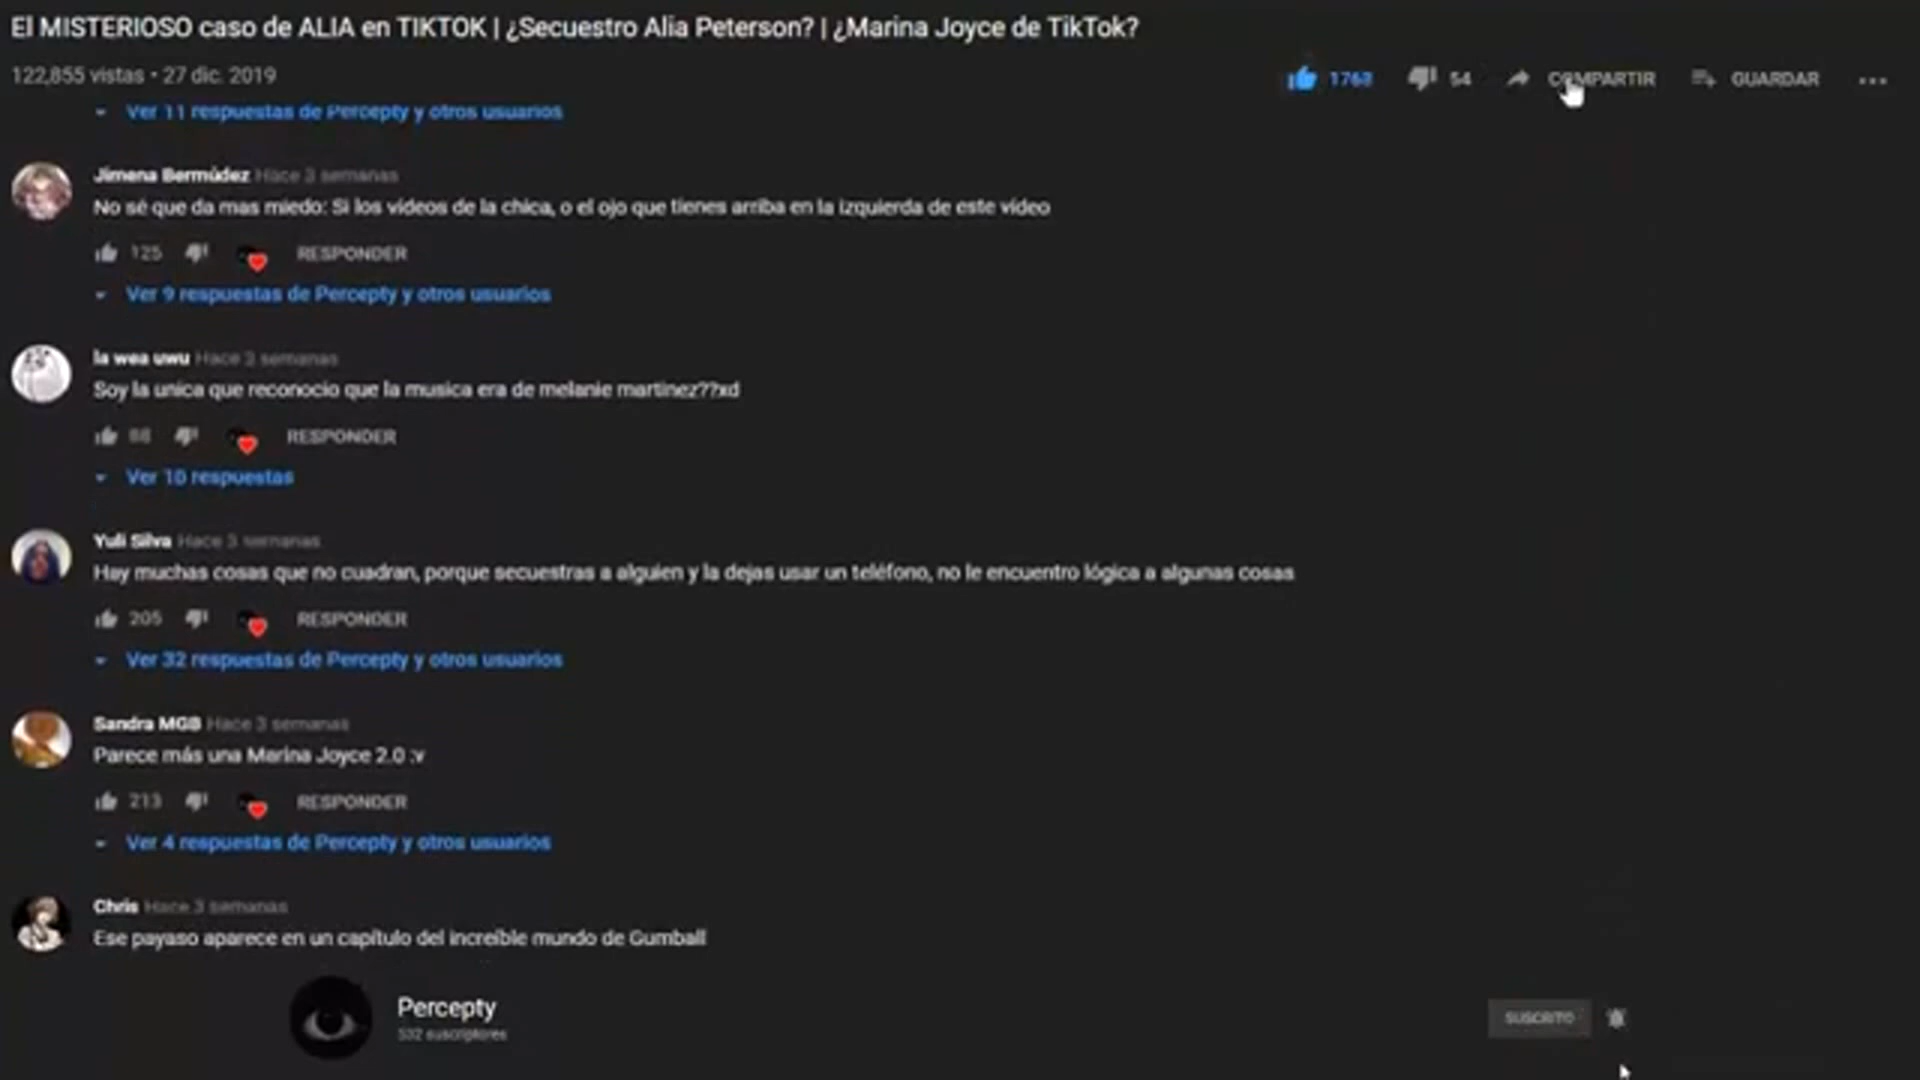 El MISTERIOSO caso de ALIA en TIKTOK | ¿Secuestro Alia Peterson? | ¿Marina Joyce de TikTok?
122,855 vistas • 27 dic. 2019
1763 54 COMPARTIR GUARDAR
Ver 11 respuestas de Percepty y otros usuarios
Jimena Bermúdez Hace 3 semanas
No sé que da mas miedo: Si los vídeos de la chica, o el ojo que tienes arriba en la izquierda de este vídeo
125 RESPONDER
Ver 9 respuestas de Percepty y otros usuarios
la wea uwu Hace 3 semanas
Soy la unica que reconocio que la musica era de melanie martinez??xd
RESPONDER
Ver 10 respuestas
Yuli Silva Hace 3 semanas
Hay muchas cosas que no cuadran, porque secuestras a alguien y la dejas usar un teléfono, no le encuentro lógica a algunas cosas
205 RESPONDER
Ver 32 respuestas de Percepty y otros usuarios
Sandra MGB Hace 3 semanas
Parece más una Marina Joyce 2.0 :v
213 RESPONDER
Ver 4 respuestas de Percepty y otros usuarios
Chris Hace 3 semanas
Ese payaso aparece en un capítulo del increíble mundo de Gumball
Percepty
532 suscriptores
SUSCRITO